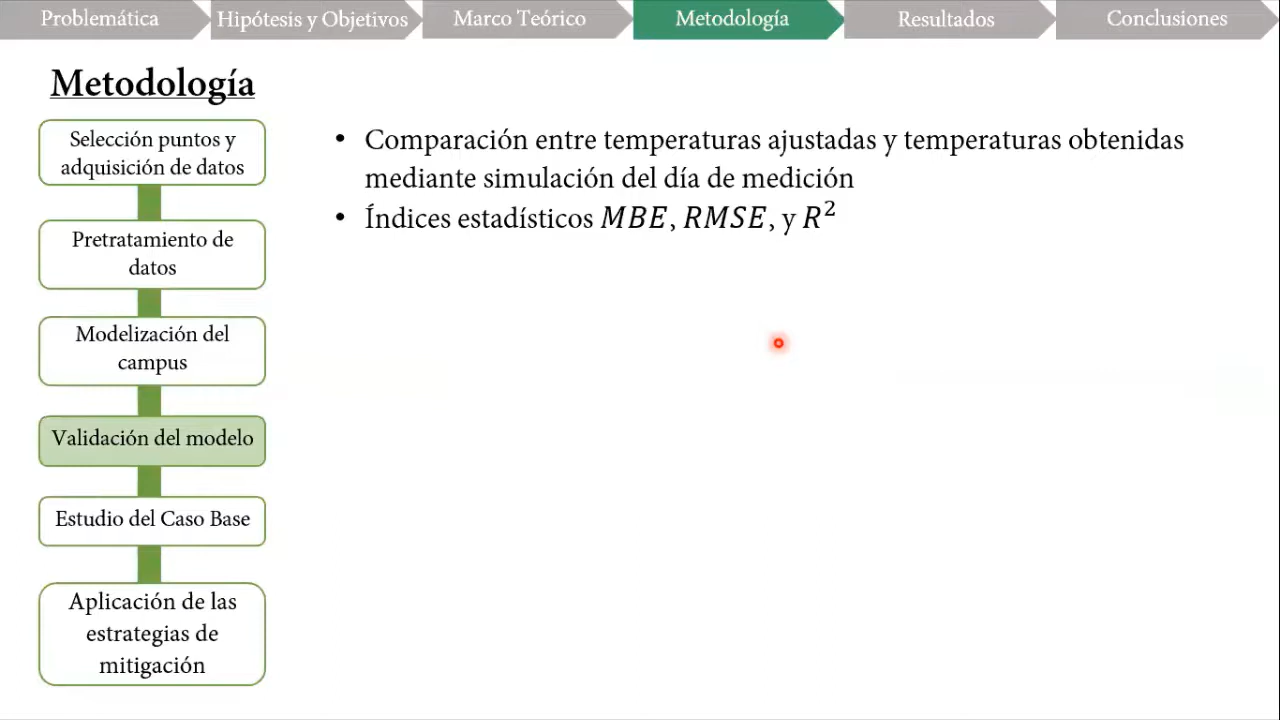 Problemática
Hipótesis y Objetivos
Marco Teórico
Metodología
Resultados
Conclusiones
Metodología
Selección puntos y
adquisición de datos
Pretratamiento de
datos
Modelización del
campus
Validación del modelo
Estudio del Caso Base
Aplicación de las
estrategias de
mitigación
• Comparación entre temperaturas ajustadas y temperaturas obtenidas
mediante simulación del día de medición
• Índices estadísticos MBE, RMSE, y R²